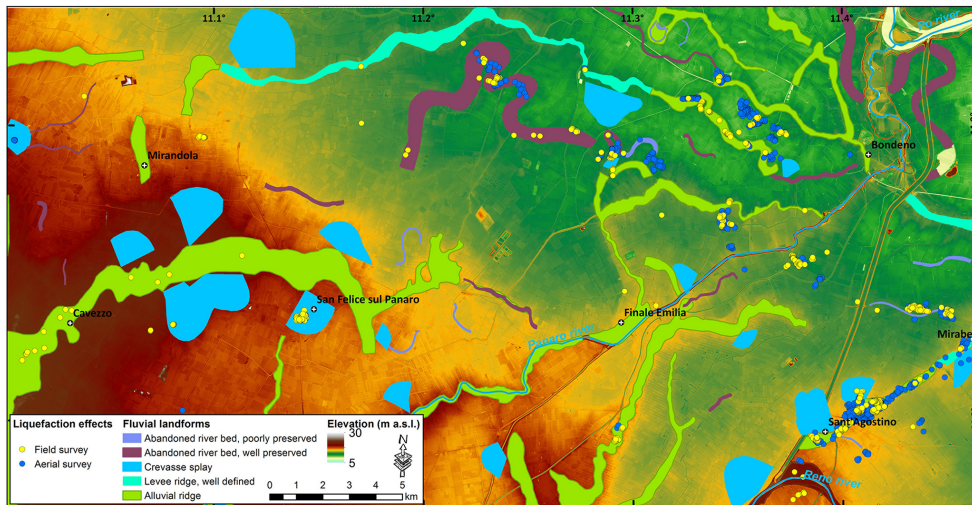 11.1°
11.2°
11.3°
11.4°
Po river
Mirandola
Bondeno
San Felice sul Panaro
Cavezzo
Finale Emilia
Panaro river
Mirabe
Sant'Agostino
Reno river
Liquefaction effects
Field survey
Aerial survey
Fluvial landforms
Abandoned river bed, poorly preserved
Abandoned river bed, well preserved
Crevasse splay
Levee ridge, well defined
Alluvial ridge
Elevation (m a.s.l.)
30
5
N
0 1 2 3 4 5
km